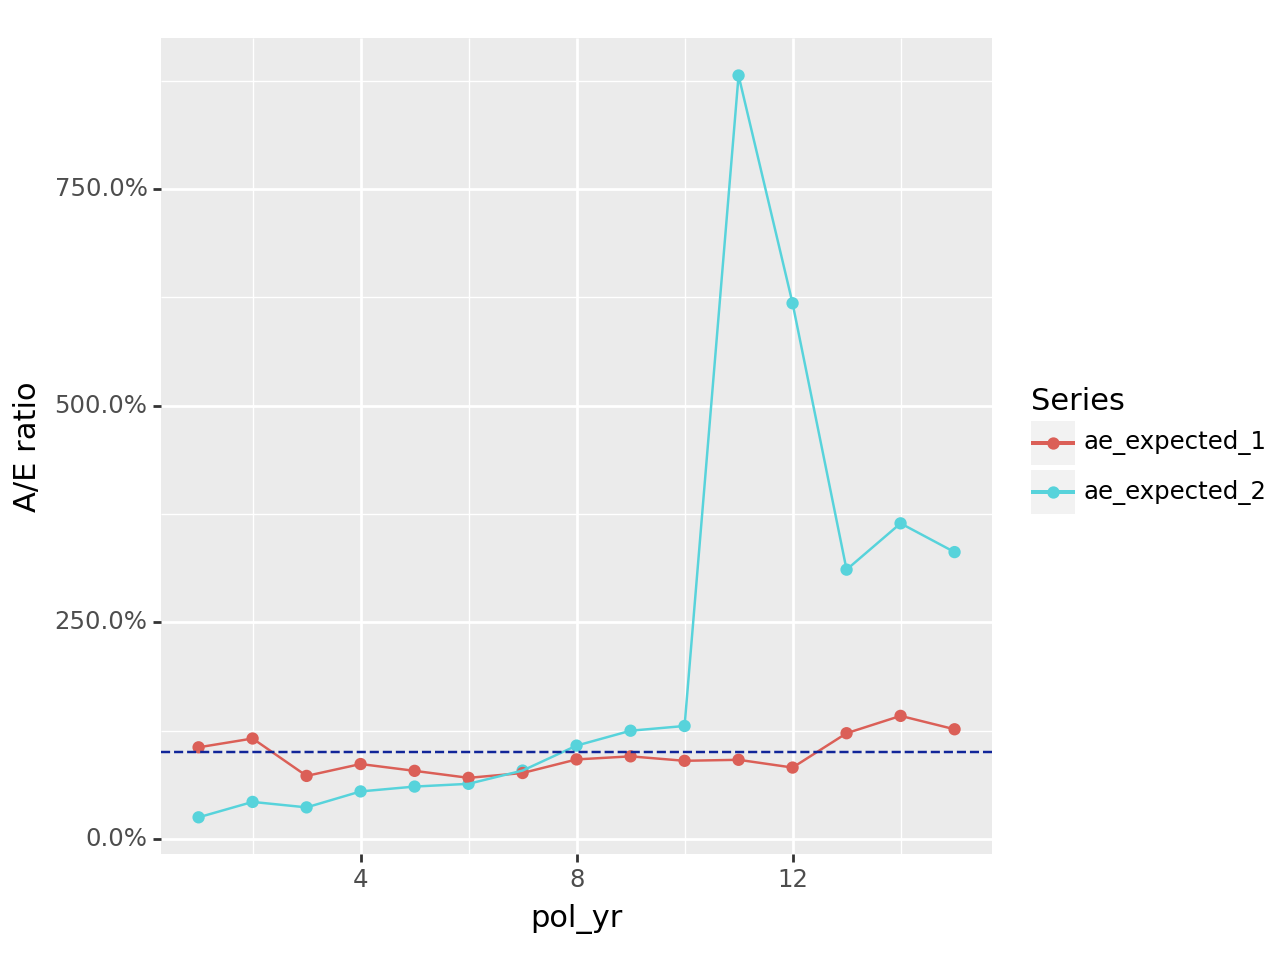 750.0%
500.0%
250.0%
0.0%
4 8 12
pol_yr
A/E ratio
Series
ae_expected_1
ae_expected_2